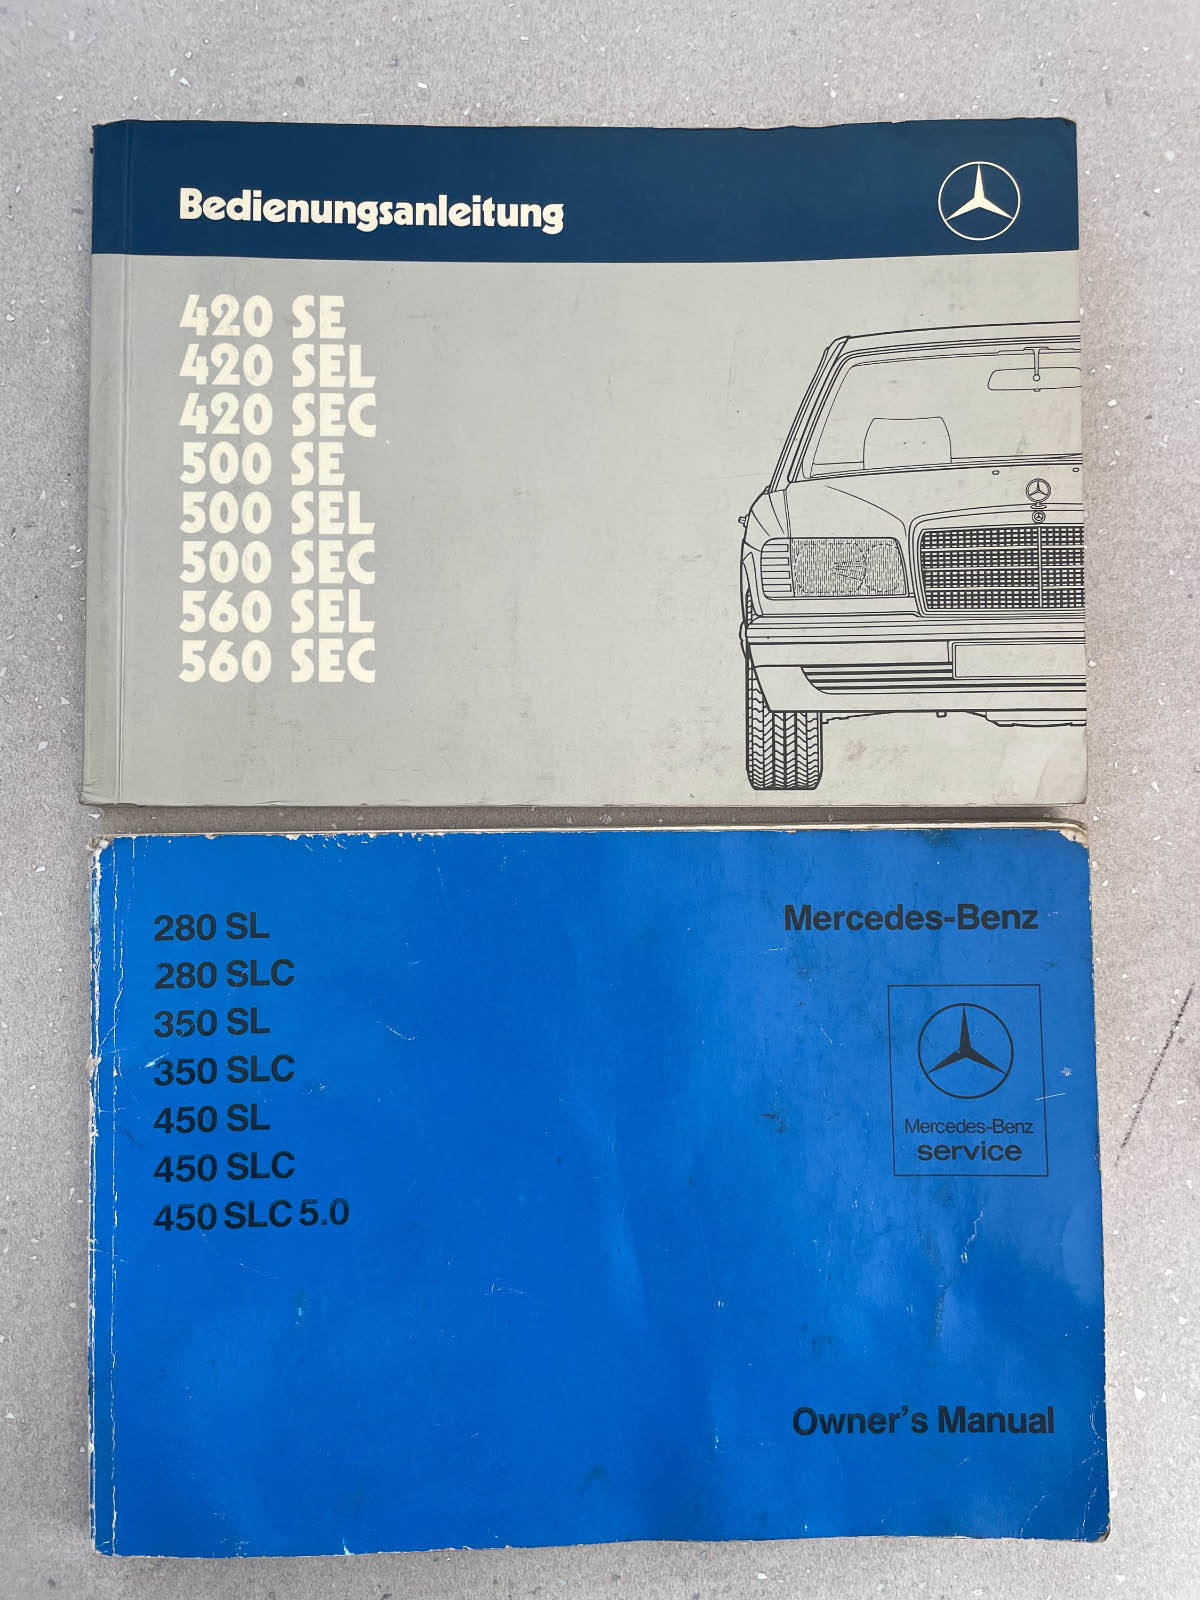 Bedienungsanleitung
420 SE
420 SEL
420 SEC
500 SE
500 SEL
500 SEC
560 SEL
560 SEC
280 SL
280 SLC
350 SL
350 SLC
450 SL
450 SLC
450 SLC 5.0
Mercedes-Benz
Mercedes-Benz
service
Owner's Manual